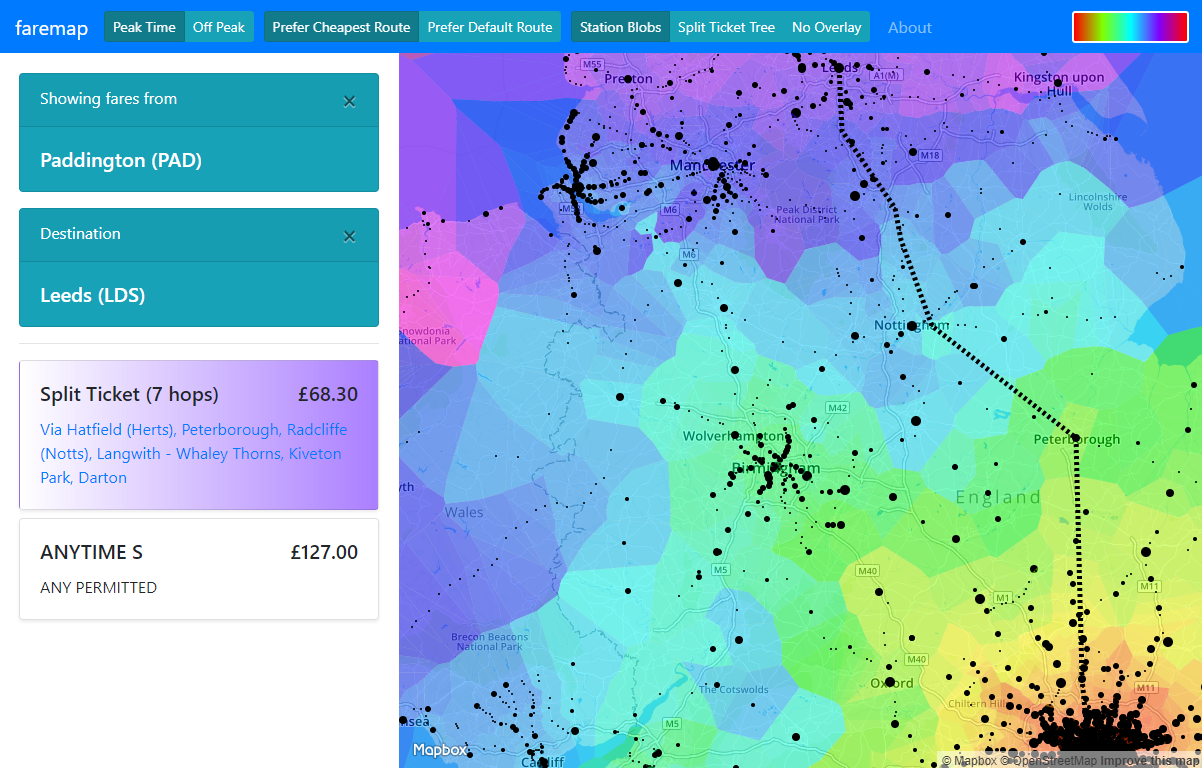 faremap
Peak Time Off Peak
Prefer Cheapest Route Prefer Default Route
Station Blobs Split Ticket Tree No Overlay
About
Showing fares from
×
Paddington (PAD)
Destination
×
Leeds (LDS)
Split Ticket (7 hops) £68.30
Via Hatfield (Herts), Peterborough, Radcliffe
(Notts), Langwith - Whaley Thorns, Kiveton
Park, Darton
ANYTIME S £127.00
ANY PERMITTED
M55
Preston
Leeds
A1(M)
Kingston upon
Hull
M18
Manchester
M6
Peak District
National Park
Lincolnshire
Wolds
M6
Snowdonia
National Park
Nottingham
M42
Wolverhampton
Peterborough
Birmingham
England
Wales
M5
M40
M1
M11
Brecon Beacons
National Park
M40
Oxford
The Cotswolds
M11
Chiltern Hill
M5
Cardiff
Mapbox
© Mapbox © OpenStreetMap Improve this map